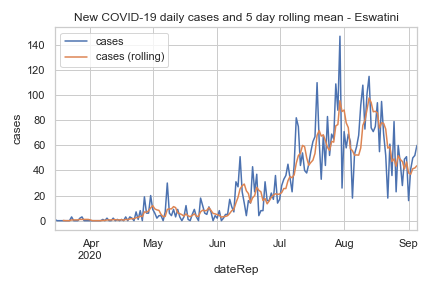 New COVID-19 daily cases and 5 day rolling mean - Eswatini
cases
cases (rolling)
140
120
100
80
60
40
20
0
cases
Apr
2020
May
Jun
Jul
Aug
Sep
dateRep